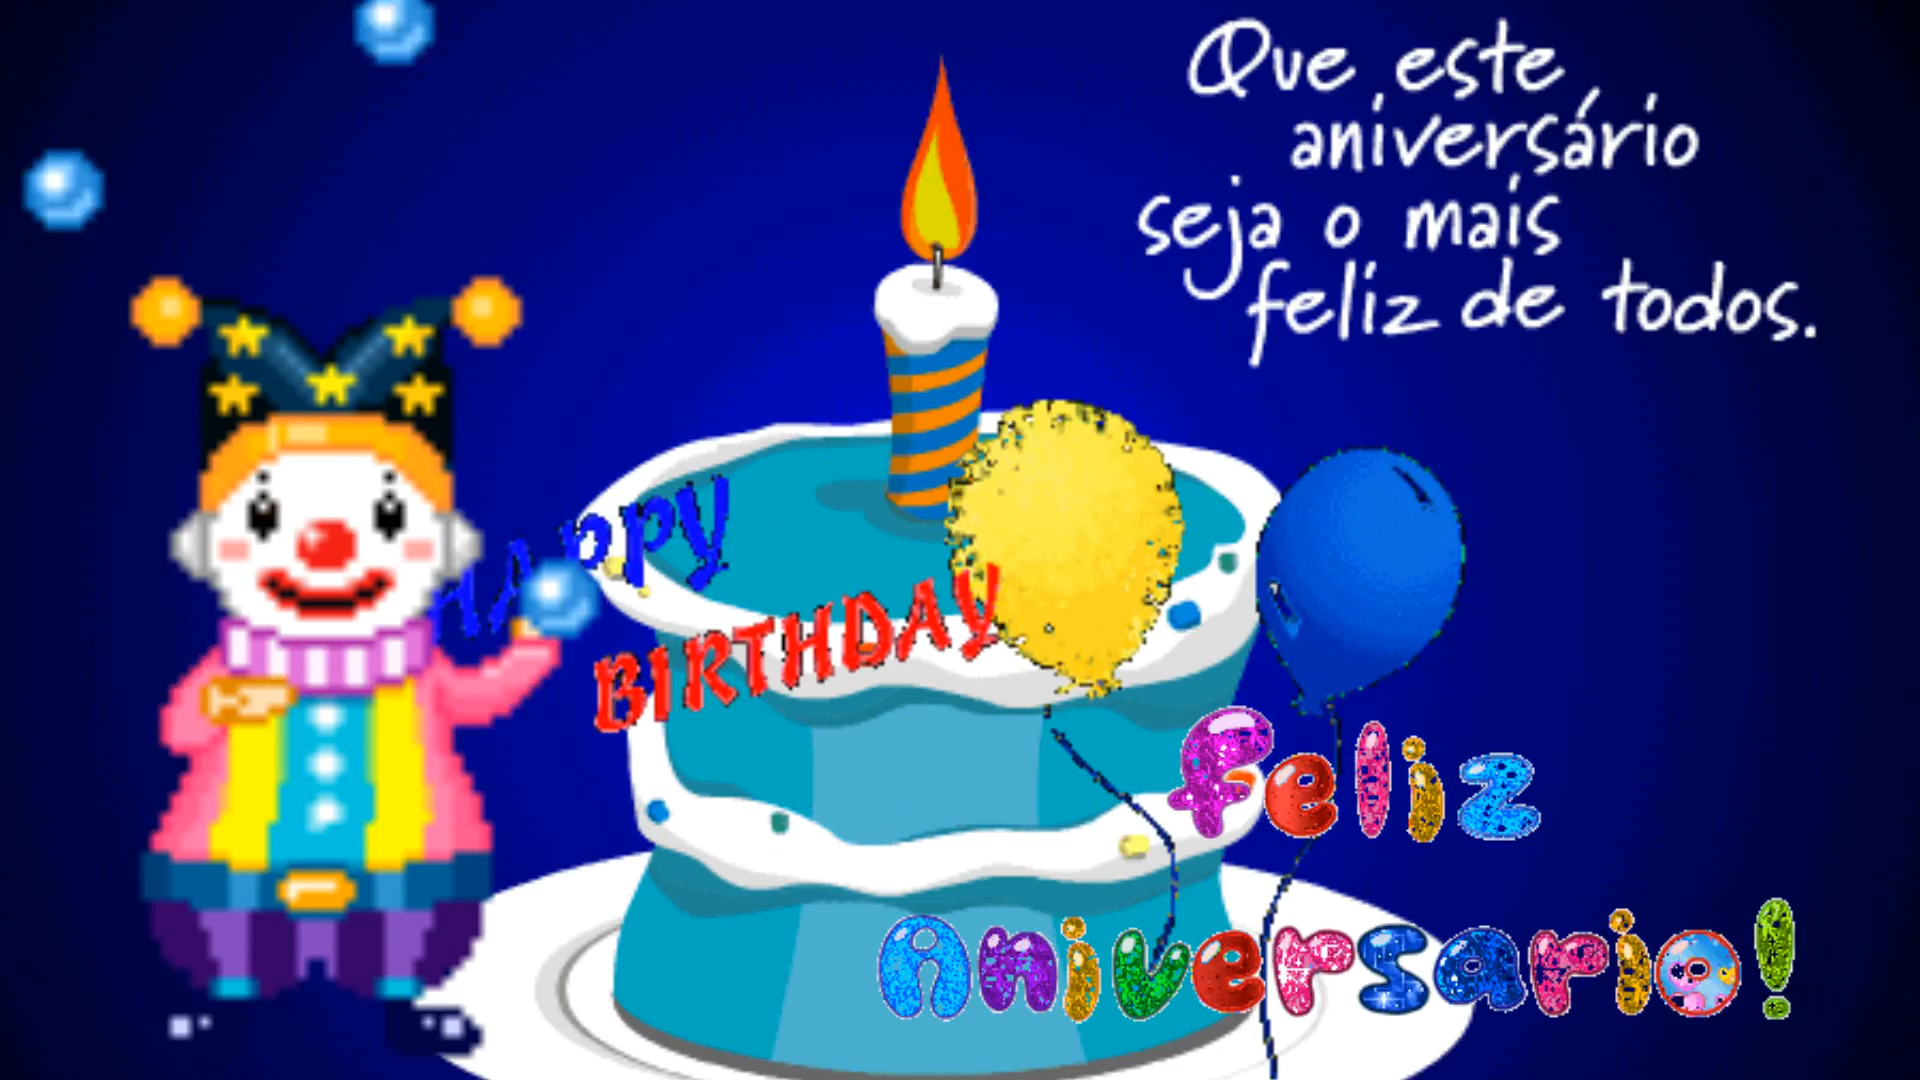 Que este
aniversário
seja o mais
feliz de todos.
HAppy
BIRTHDAY
feliz
Aniversario!